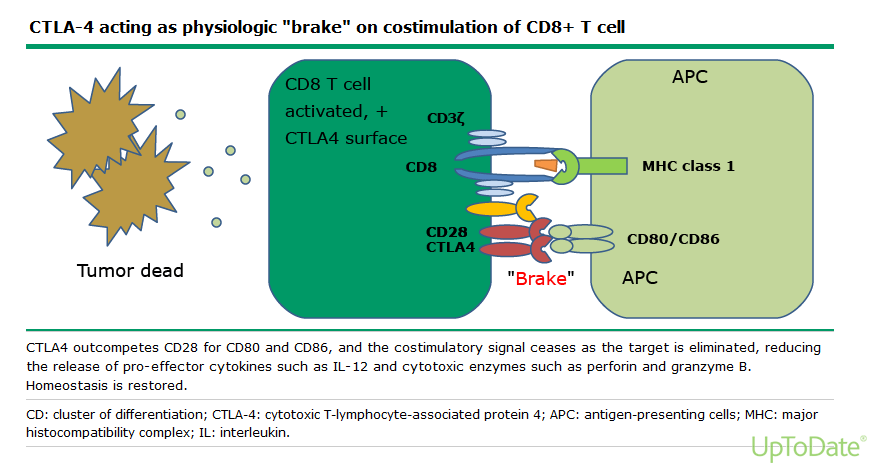 CTLA-4 acting as physiologic "brake" on costimulation of CD8+ T cell
APC
CD8 T cell
activated, +
CTLA4 surface
CD3ζ
CD8
MHC class 1
CD28
CTLA4
CD80/CD86
Tumor dead
"Brake"
APC
CTLA4 outcompetes CD28 for CD80 and CD86, and the costimulatory signal ceases as the target is eliminated, reducing
the release of pro-effector cytokines such as IL-12 and cytotoxic enzymes such as perforin and granzyme B.
Homeostasis is restored.
CD: cluster of differentiation; CTLA-4: cytotoxic T-lymphocyte-associated protein 4; APC: antigen-presenting cells; MHC: major
histocompatibility complex; IL: interleukin.
UpToDate®